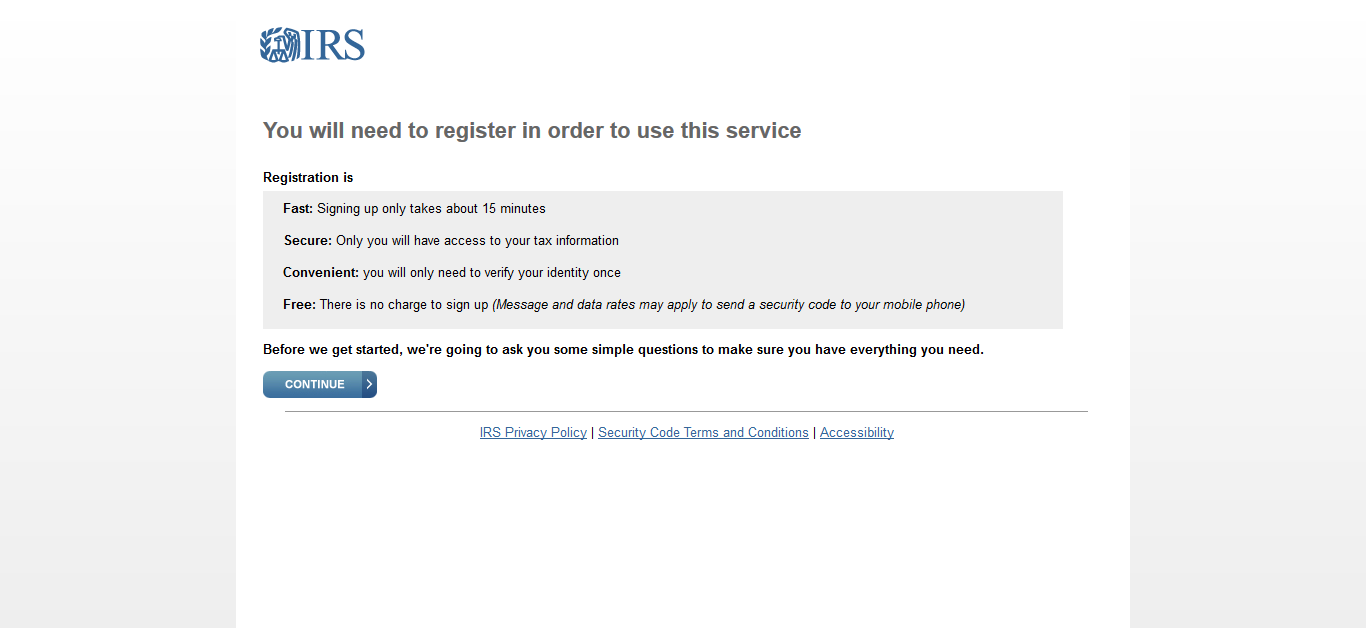 IRS
You will need to register in order to use this service
Registration is
Fast: Signing up only takes about 15 minutes
Secure: Only you will have access to your tax information
Convenient: you will only need to verify your identity once
Free: There is no charge to sign up (Message and data rates may apply to send a security code to your mobile phone)
Before we get started, we're going to ask you some simple questions to make sure you have everything you need.
CONTINUE
IRS Privacy Policy | Security Code Terms and Conditions | Accessibility